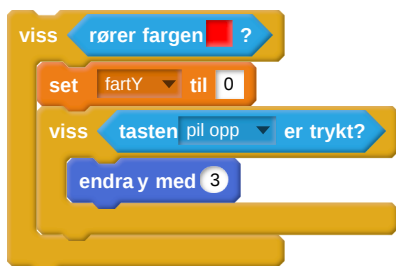 viss rører fargen ?
set fartY til 0
viss tasten pil opp er trykt?
endra y med 3